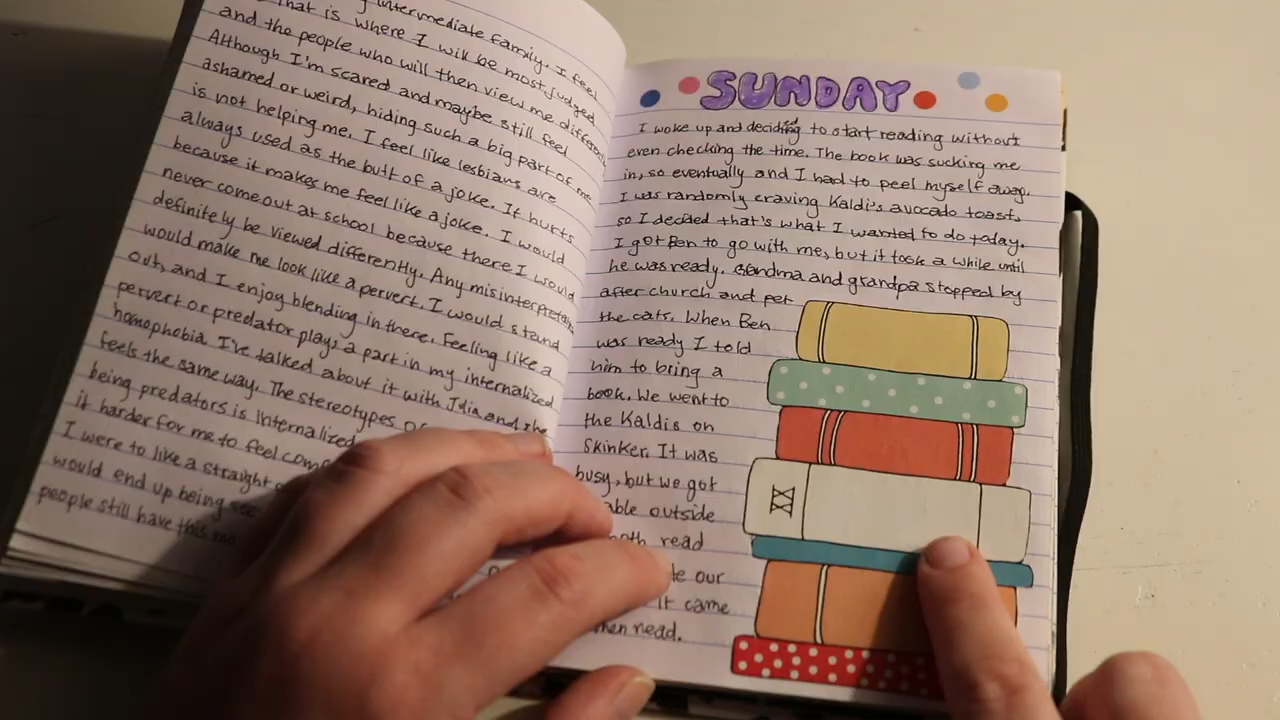 intermediate family. I feel
that is where I will be most judged
and the people who will then view me different
Although I'm scared and maybe still feel
ashamed or weird, hiding such a big part of me
is not helping me. I feel like lesbians are
always used as the butt of a joke. It hurts
because it makes me feel like a joke. I would
never come out at school because there I would
definitely be viewed differently. Any misinterpretation
would make me look like a pervert. I would stand
out, and I enjoy blending in there. Feeling like a
pervert or predator plays a part in my internalized
homophobia. I've talked about it with Julia and she
feels the same way. The stereotypes of
being predators is internalized
it harder for me to feel
I were to like a straight
would end up being
people still have this
SUNDAY
I woke up and decided to start reading without
even checking the time. The book was sucking me
in, so eventually and I had to peel myself away.
I was randomly craving Kaldi's avocado toast,
so I decided that's what I wanted to do today.
I got Ben to go with me, but it took a while until
he was ready. Grandma and grandpa stopped by
after church and pet
the cats. When Ben
was ready I told
him to bring a
book. We went to
the Kaldis on
Skinker. It was
busy, but we got
able outside
read
our
It came
read.